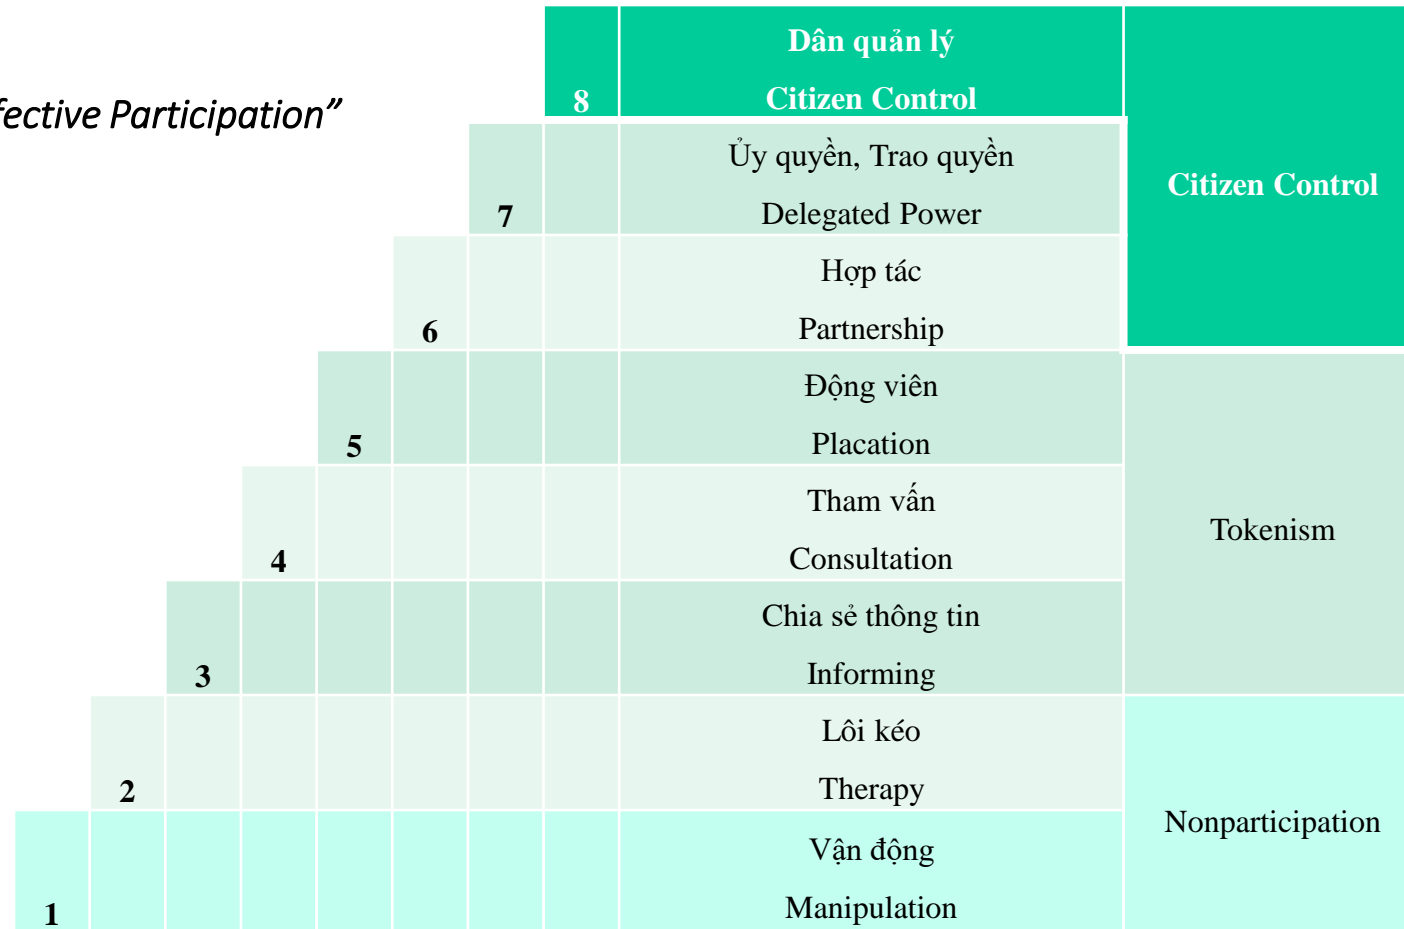 Dân quản lý
fective Participation”
8
Citizen Control
Ủy quyền, Trao quyền
Citizen Control
7
Delegated Power
Hợp tác
6
Partnership
Động viên
5
Placation
Tham vấn
Tokenism
4
Consultation
Chia sẻ thông tin
3
Informing
Lôi kéo
2
Therapy
Nonparticipation
Vận động
1
Manipulation